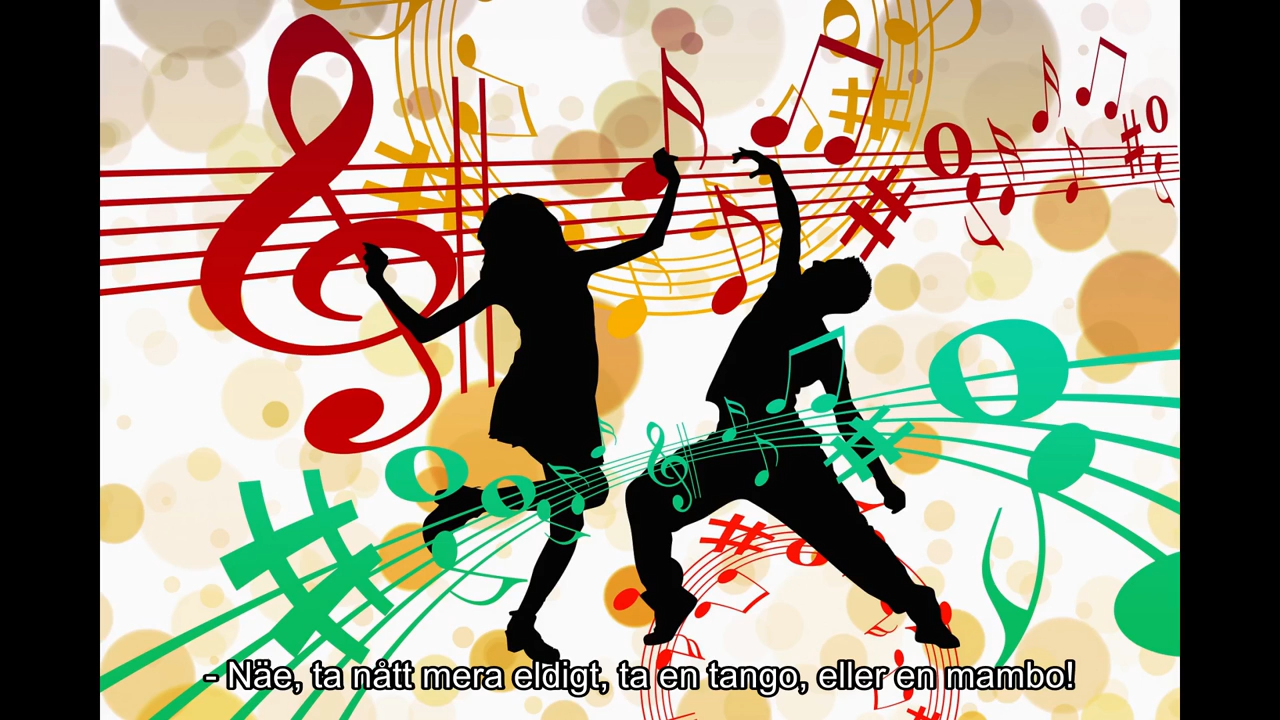 - Näe, ta nått mera eldigt, ta en tango, eller en mambo!